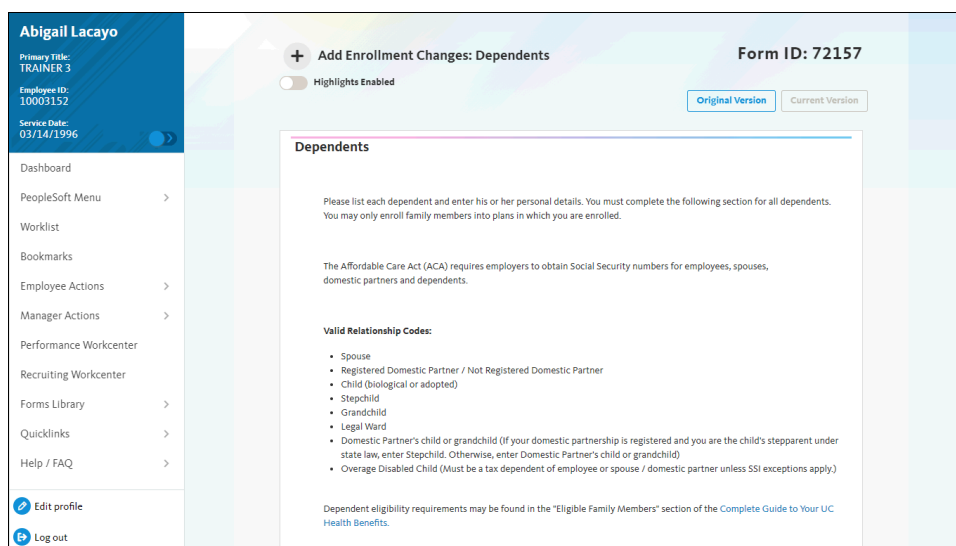 Abigail Lacayo
Primary Title:
TRAINER 3
Employee ID:
10003152
Service Date:
03/14/1996
Dashboard
PeopleSoft Menu
Worklist
Bookmarks
Employee Actions
Manager Actions
Performance Workcenter
Recruiting Workcenter
Forms Library
Quicklinks
Help / FAQ
Edit profile
Log out
Add Enrollment Changes: Dependents
Form ID: 72157
Highlights Enabled
Original Version
Current Version
Dependents
Please list each dependent and enter his or her personal details. You must complete the following section for all dependents.
You may only enroll family members into plans in which you are enrolled.
The Affordable Care Act (ACA) requires employers to obtain Social Security numbers for employees, spouses,
domestic partners and dependents.
Valid Relationship Codes:
• Spouse
• Registered Domestic Partner / Not Registered Domestic Partner
• Child (biological or adopted)
• Stepchild
• Grandchild
• Legal Ward
• Domestic Partner's child or grandchild (If your domestic partnership is registered and you are the child's stepparent under
state law, enter Stepchild. Otherwise, enter Domestic Partner's child or grandchild)
• Overage Disabled Child (Must be a tax dependent of employee or spouse / domestic partner unless SSI exceptions apply.)
Dependent eligibility requirements may be found in the "Eligible Family Members" section of the Complete Guide to Your UC
Health Benefits.